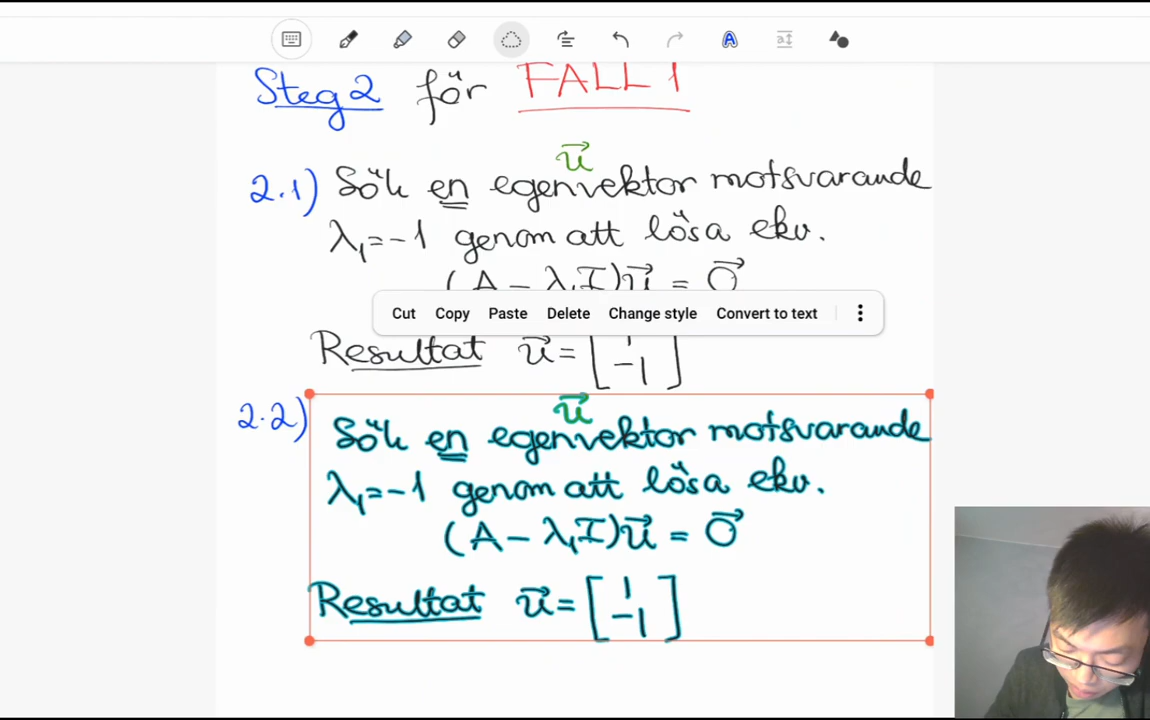 Steg 2 för FALL 1
2.1) Sök en egenvektor u⃗ motsvarande
λ₁=-1 genom att lösa ekv.
(A - λ₁I)u⃗ = 0⃗
Cut Copy Paste Delete Change style Convert to text
Resultat u⃗ = [1 -1]
2.2) Sök en egenvektor u⃗ motsvarande
λ₁=-1 genom att lösa ekv.
(A - λ₁I)u⃗ = 0⃗
Resultat u⃗ = [1 -1]